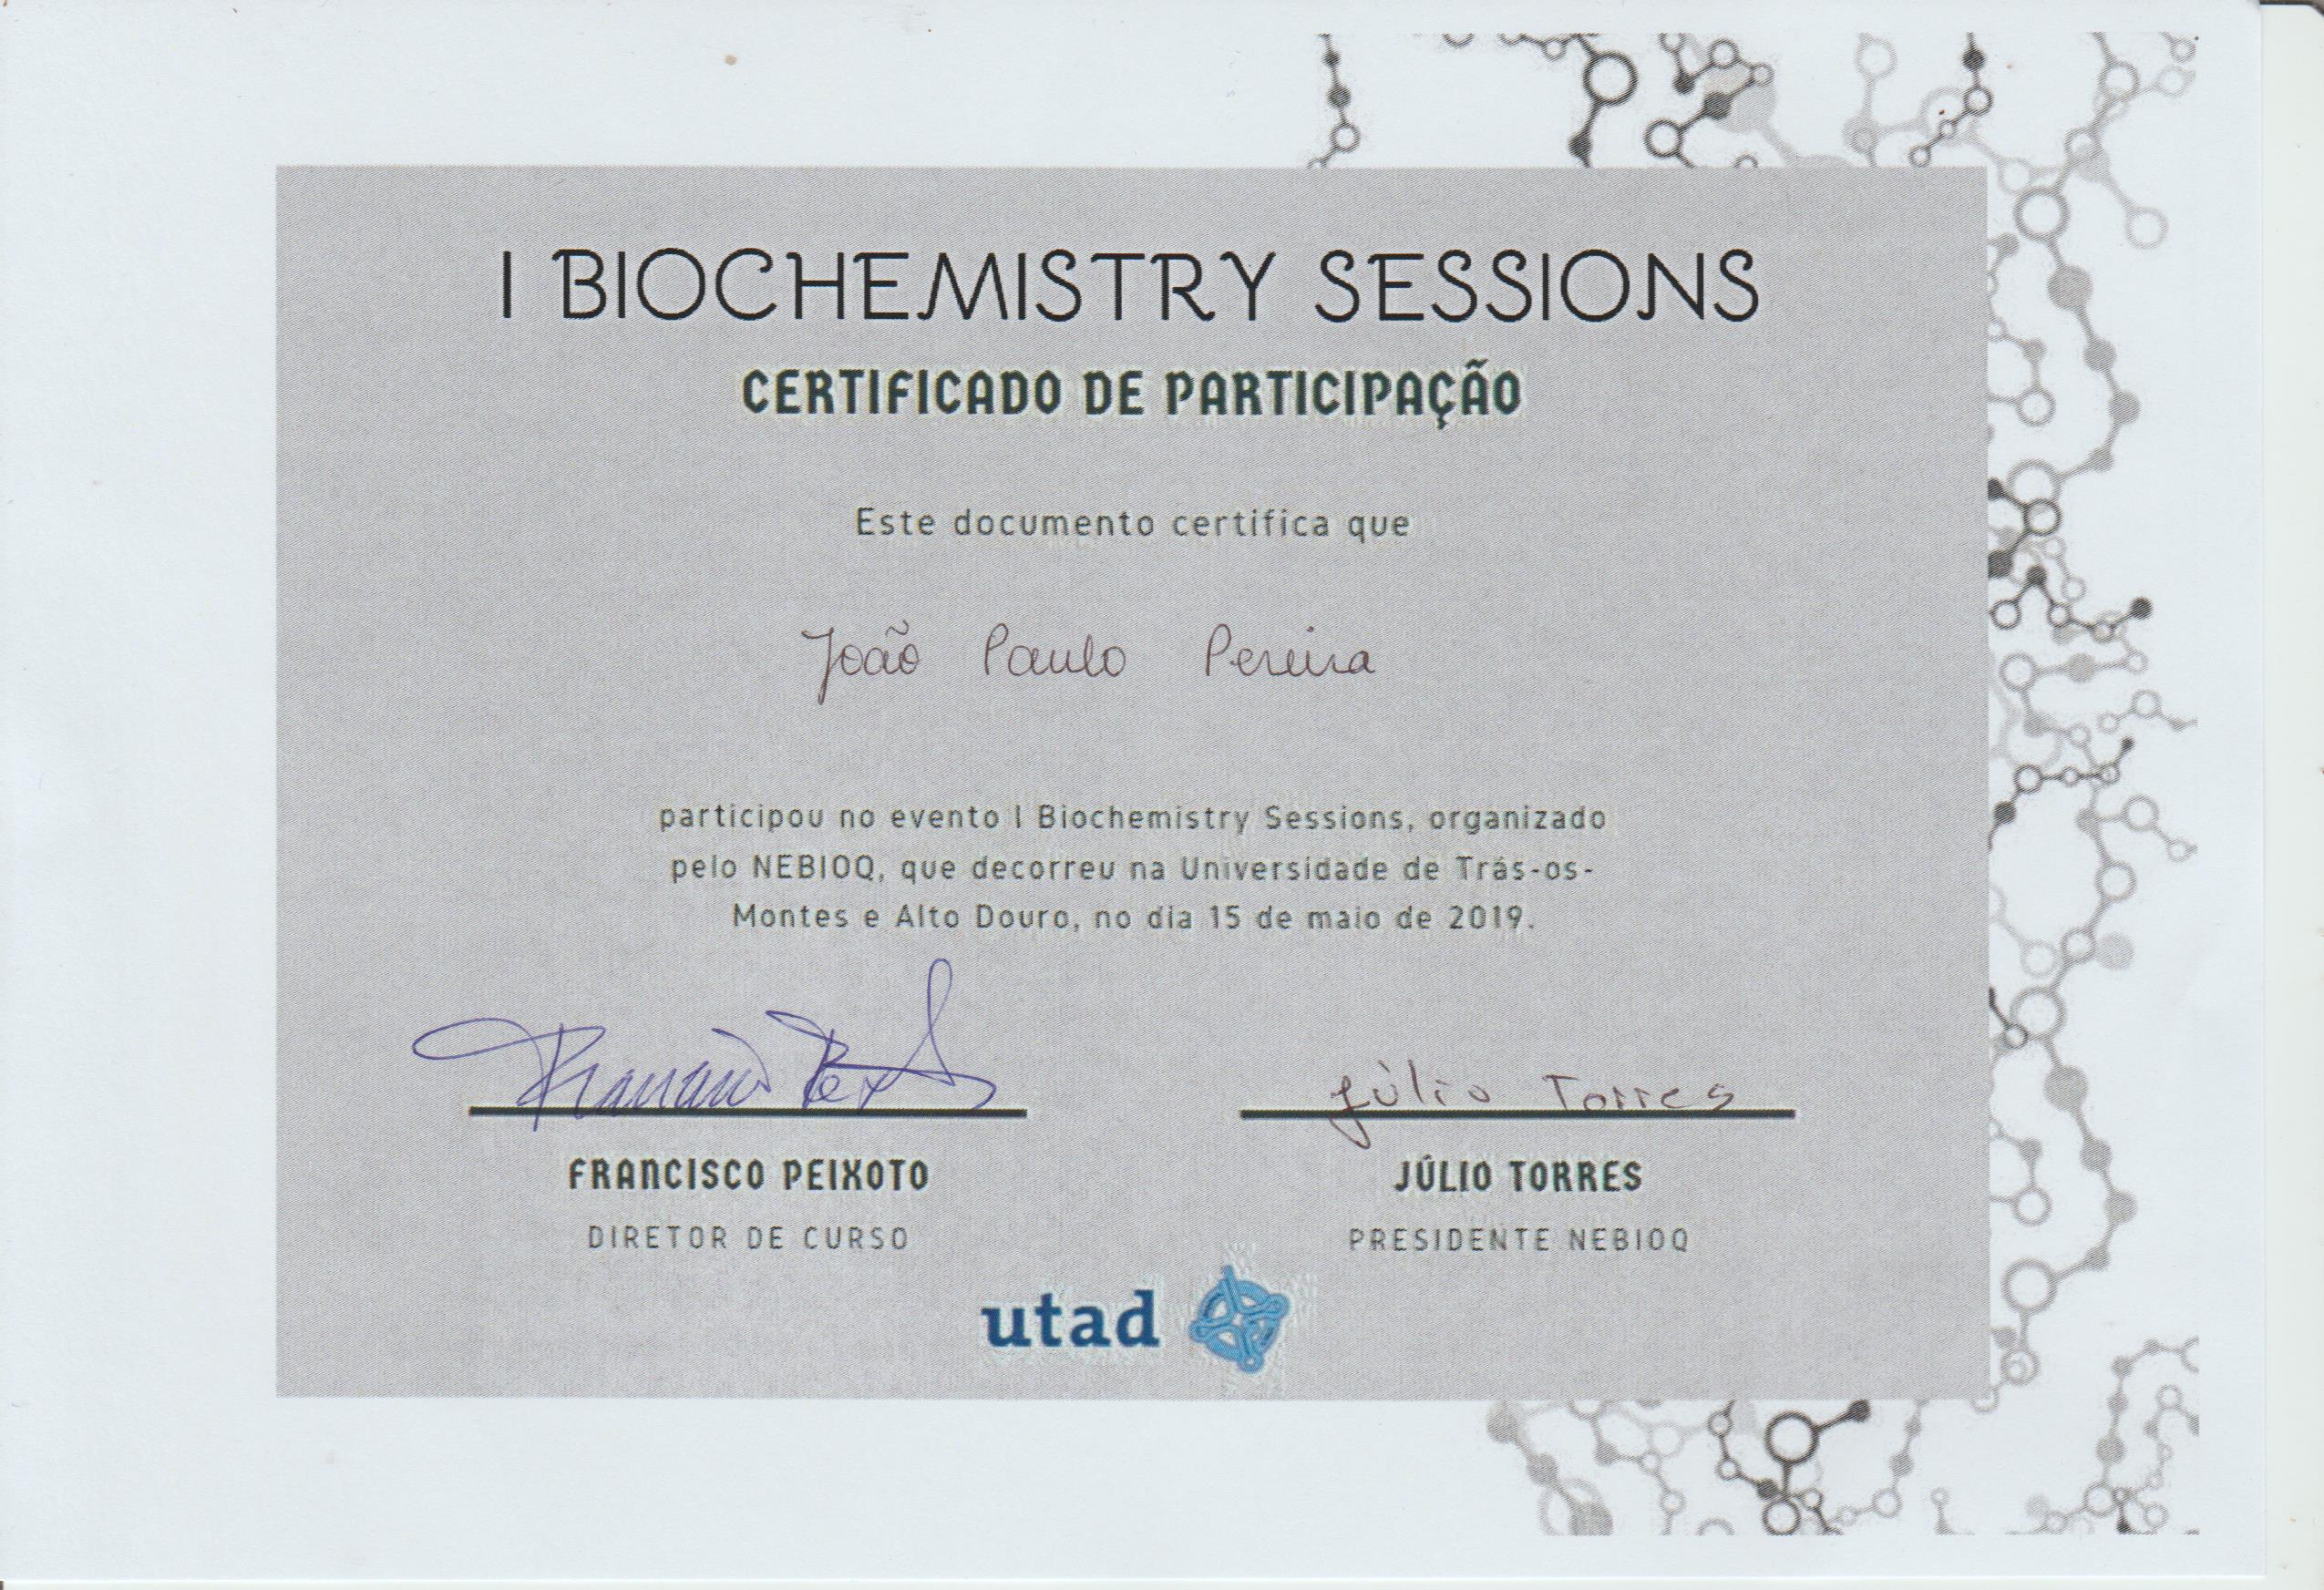 I BIOCHEMISTRY SESSIONS
CERTIFICADO DE PARTICIPAÇÃO
Este documento certifica que
João Paulo Pereira
participou no evento I Biochemistry Sessions, organizado
pelo NEBIOQ, que decorreu na Universidade de Trás-os-
Montes e Alto Douro, no dia 15 de maio de 2019.
Francisco Peixoto Júlio Torres
FRANCISCO PEIXOTO JÚLIO TORRES
DIRETOR DE CURSO PRESIDENTE NEBIOQ
utad